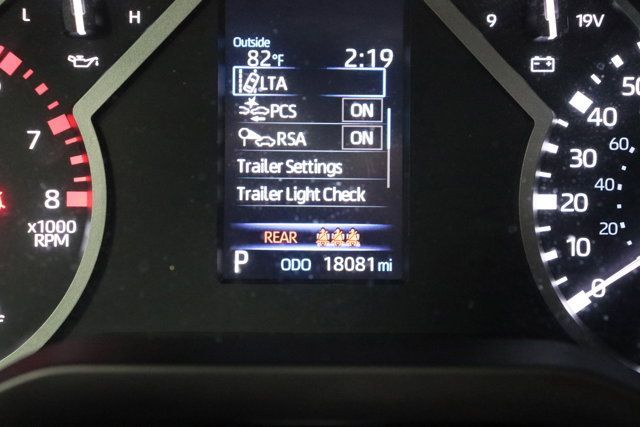 L H
9 19V
Outside
82°F 2:19
LTA
PCS ON
RSA ON
Trailer Settings
Trailer Light Check
REAR
P ODO 18081 mi
7
8
x1000
RPM
50
40
30
20
10
0
60
40
20